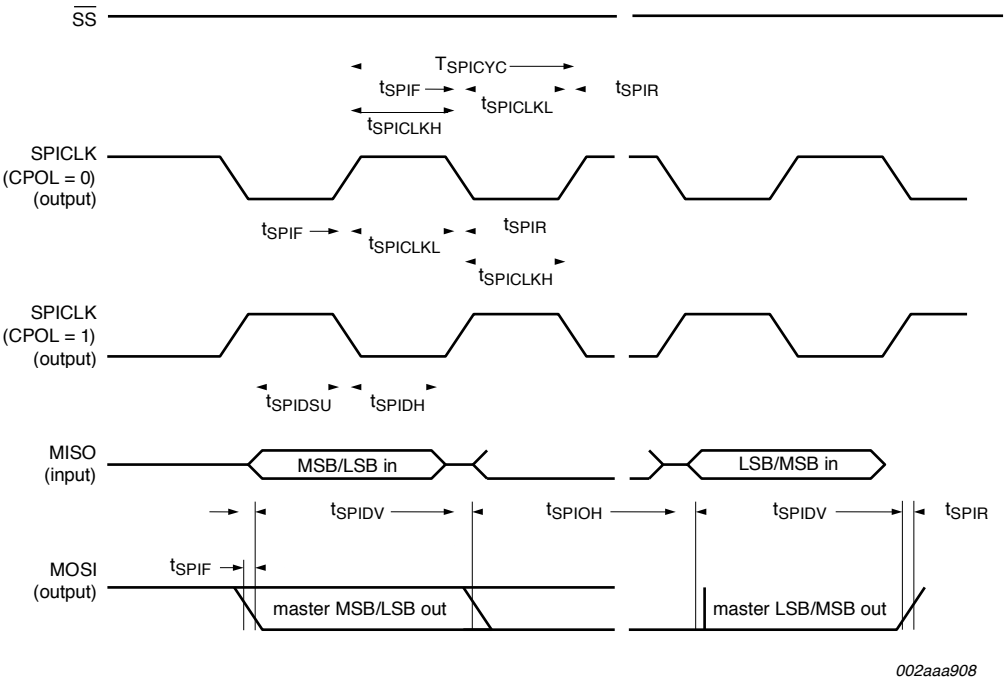 SS
TSPICYC
tSPIF
tSPICLKL
tSPIR
tSPICLKH
SPICLK
(CPOL = 0)
(output)
tSPIF
tSPICLKL
tSPIR
tSPICLKH
SPICLK
(CPOL = 1)
(output)
tSPIDSU
tSPIDH
MISO
(input)
MSB/LSB in
LSB/MSB in
tSPIDV
tSPIOH
tSPIDV
tSPIR
tSPIF
MOSI
(output)
master MSB/LSB out
master LSB/MSB out
002aaa908